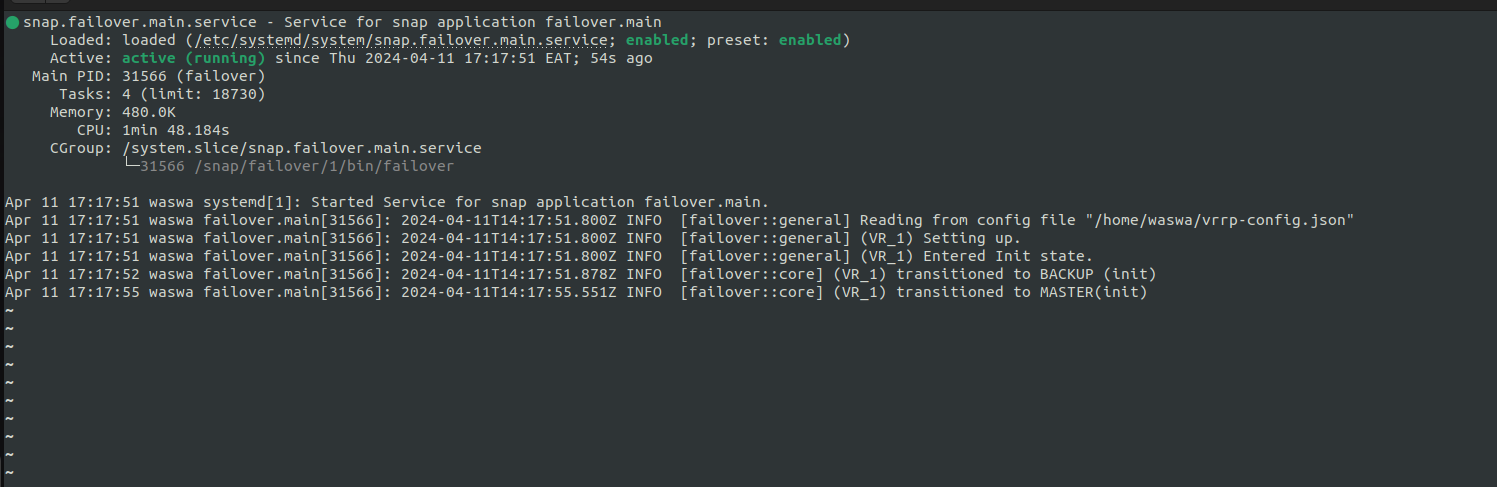 snap.failover.main.service - Service for snap application failover.main
Loaded: loaded (/etc/systemd/system/snap.failover.main.service; enabled; preset: enabled)
Active: active (running) since Thu 2024-04-11 17:17:51 EAT; 54s ago
Main PID: 31566 (failover)
Tasks: 4 (limit: 18730)
Memory: 480.0K
CPU: 1min 48.184s
CGroup: /system.slice/snap.failover.main.service
└─31566 /snap/failover/1/bin/failover
Apr 11 17:17:51 waswa systemd[1]: Started Service for snap application failover.main.
Apr 11 17:17:51 waswa failover.main[31566]: 2024-04-11T14:17:51.800Z INFO  [failover::general] Reading from config file "/home/waswa/vrrp-config.json"
Apr 11 17:17:51 waswa failover.main[31566]: 2024-04-11T14:17:51.800Z INFO  [failover::general] (VR_1) Setting up.
Apr 11 17:17:51 waswa failover.main[31566]: 2024-04-11T14:17:51.800Z INFO  [failover::general] (VR_1) Entered Init state.
Apr 11 17:17:52 waswa failover.main[31566]: 2024-04-11T14:17:51.878Z INFO  [failover::core] (VR_1) transitioned to BACKUP (init)
Apr 11 17:17:55 waswa failover.main[31566]: 2024-04-11T14:17:55.551Z INFO  [failover::core] (VR_1) transitioned to MASTER(init)
~
~
~
~
~
~
~
~
~
~